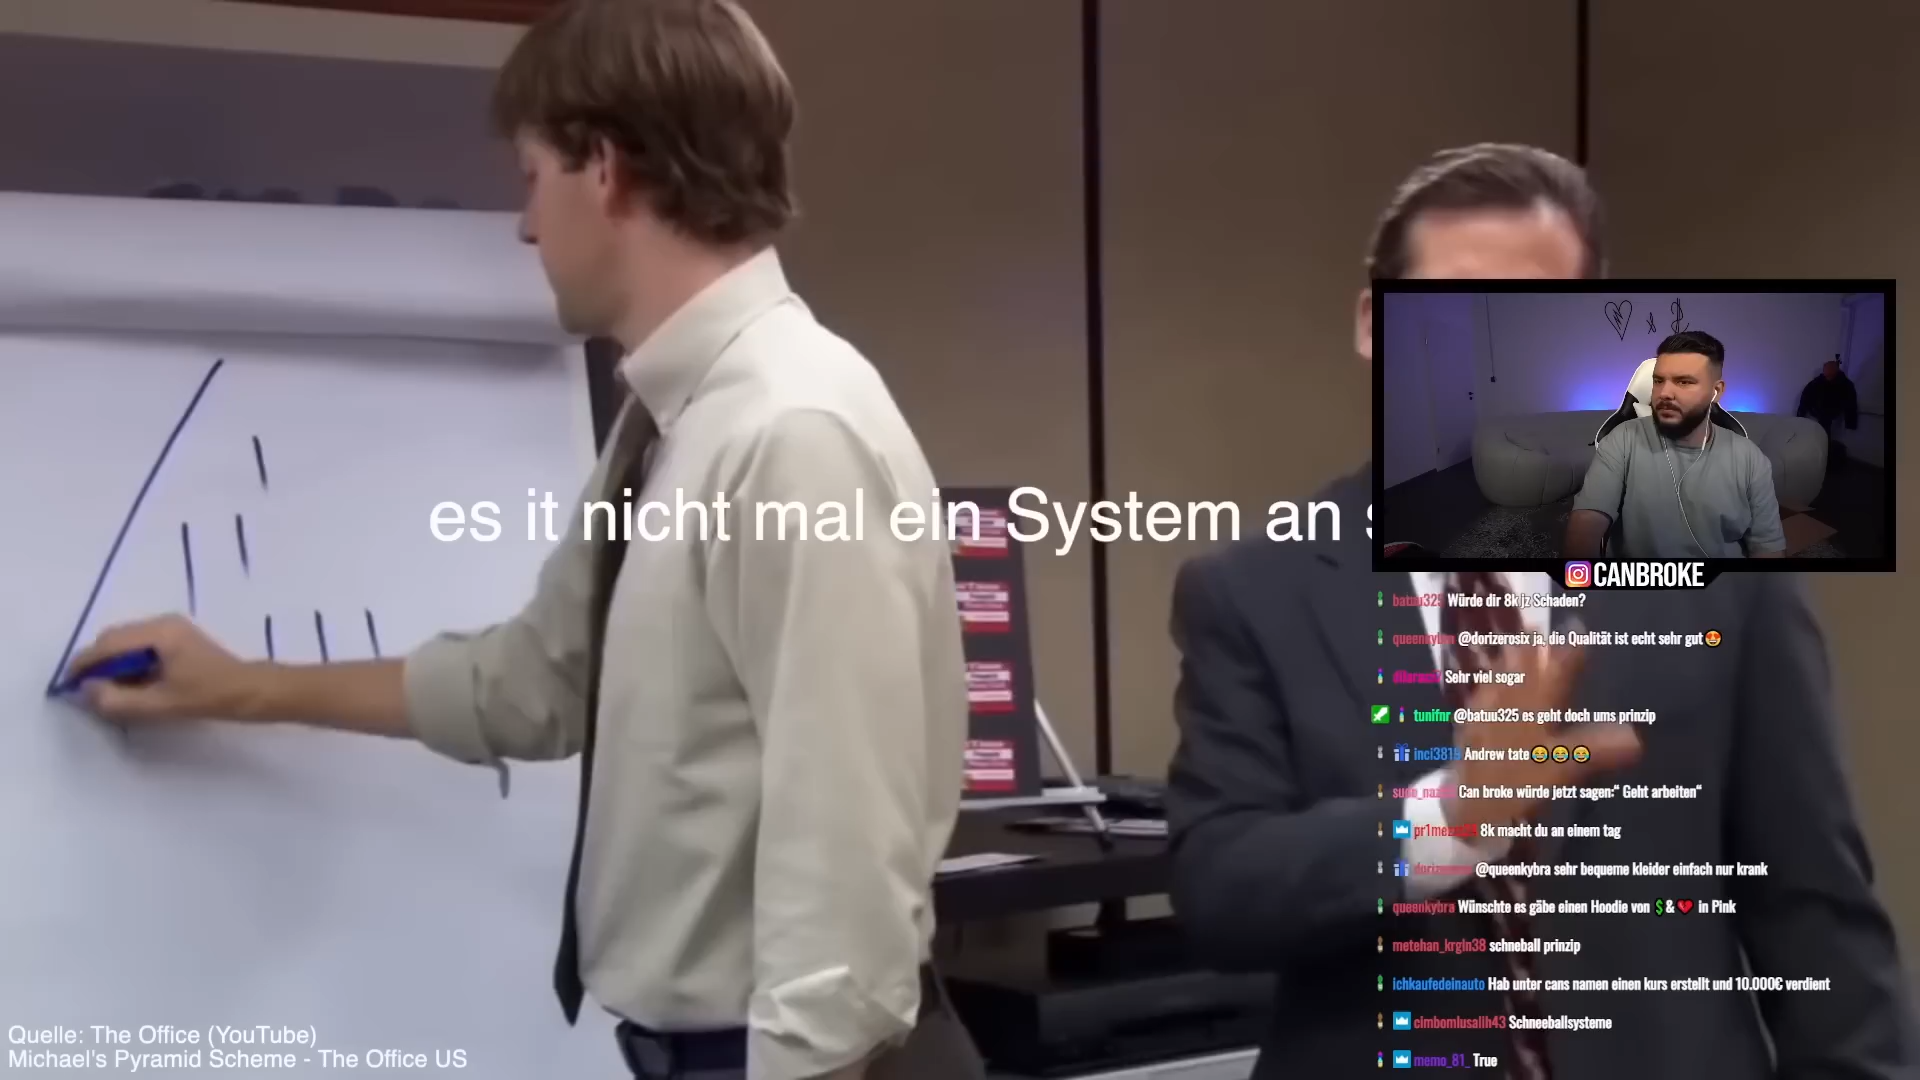 es it nicht mal ein System an s
CANBROKE
batuu325 Würde dir 8k jz Schaden?
@dorizerosix ja, die Qualität ist echt sehr gut😍
Sehr viel sogar
tunifnr @batuu325 es geht doch ums prinzip
Andrew tate😂😂😂
Can broke würde jetzt sagen:“ Geht arbeiten“
8k macht du an einem tag
@queenkybra sehr bequeme kleider einfach nur krank
queenkybra Wünschte es gäbe einen Hoodie von 💲&💔 in Pink
metehan_krgln38 schneball prinzip
ichkaufedeinauto Hab unter cans namen einen kurs erstellt und 10.000€ verdient
cimbomlusalih43 Schneeballsysteme
memo_81_ True
Quelle: The Office (YouTube)
Michael's Pyramid Scheme - The Office US